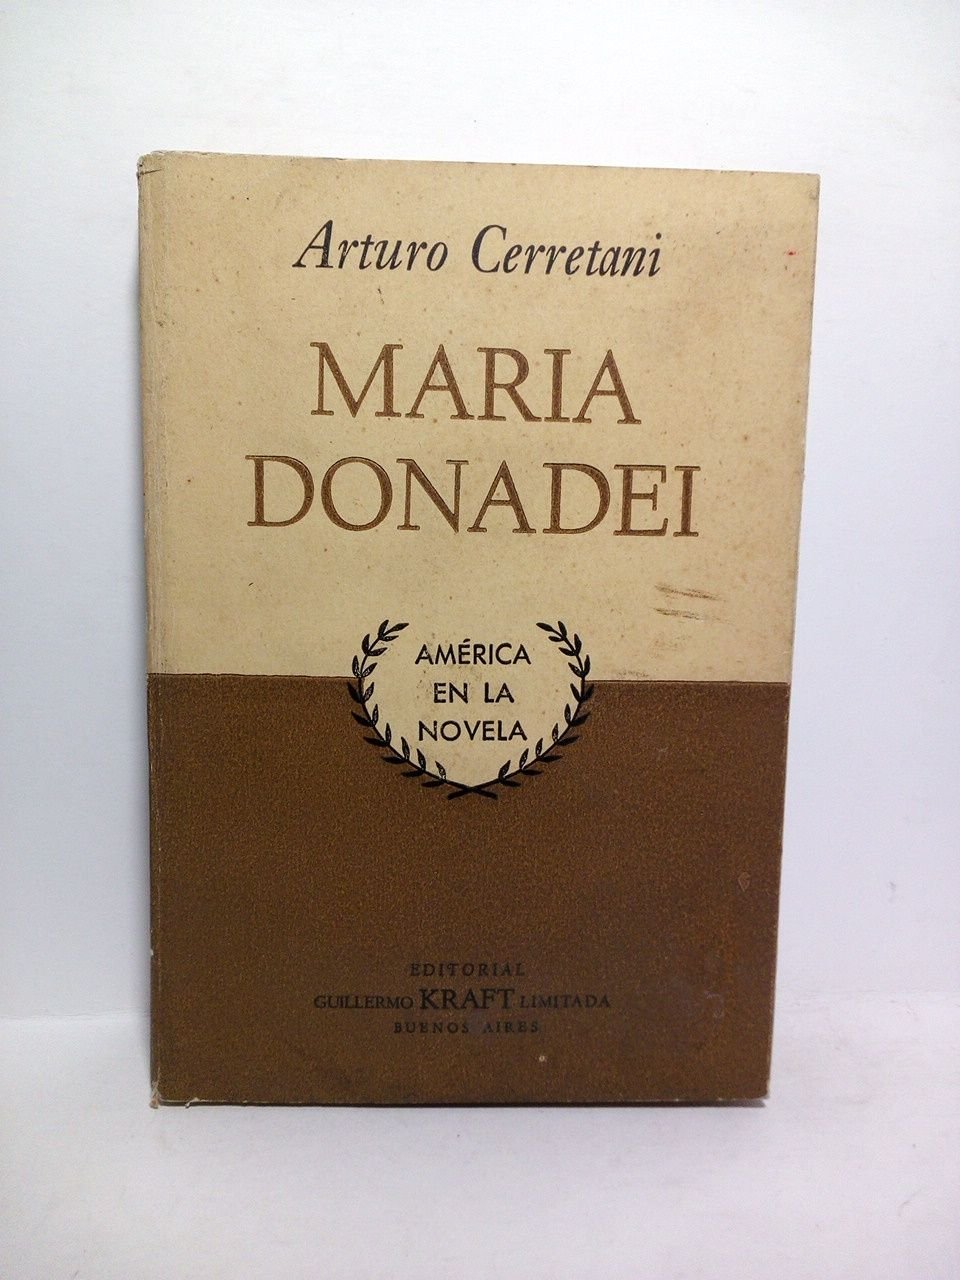 Arturo Cerretani
MARIA
DONADEI
AMÉRICA
EN LA
NOVELA
EDITORIAL
GUILLERMO KRAFT LIMITADA
BUENOS AIRES